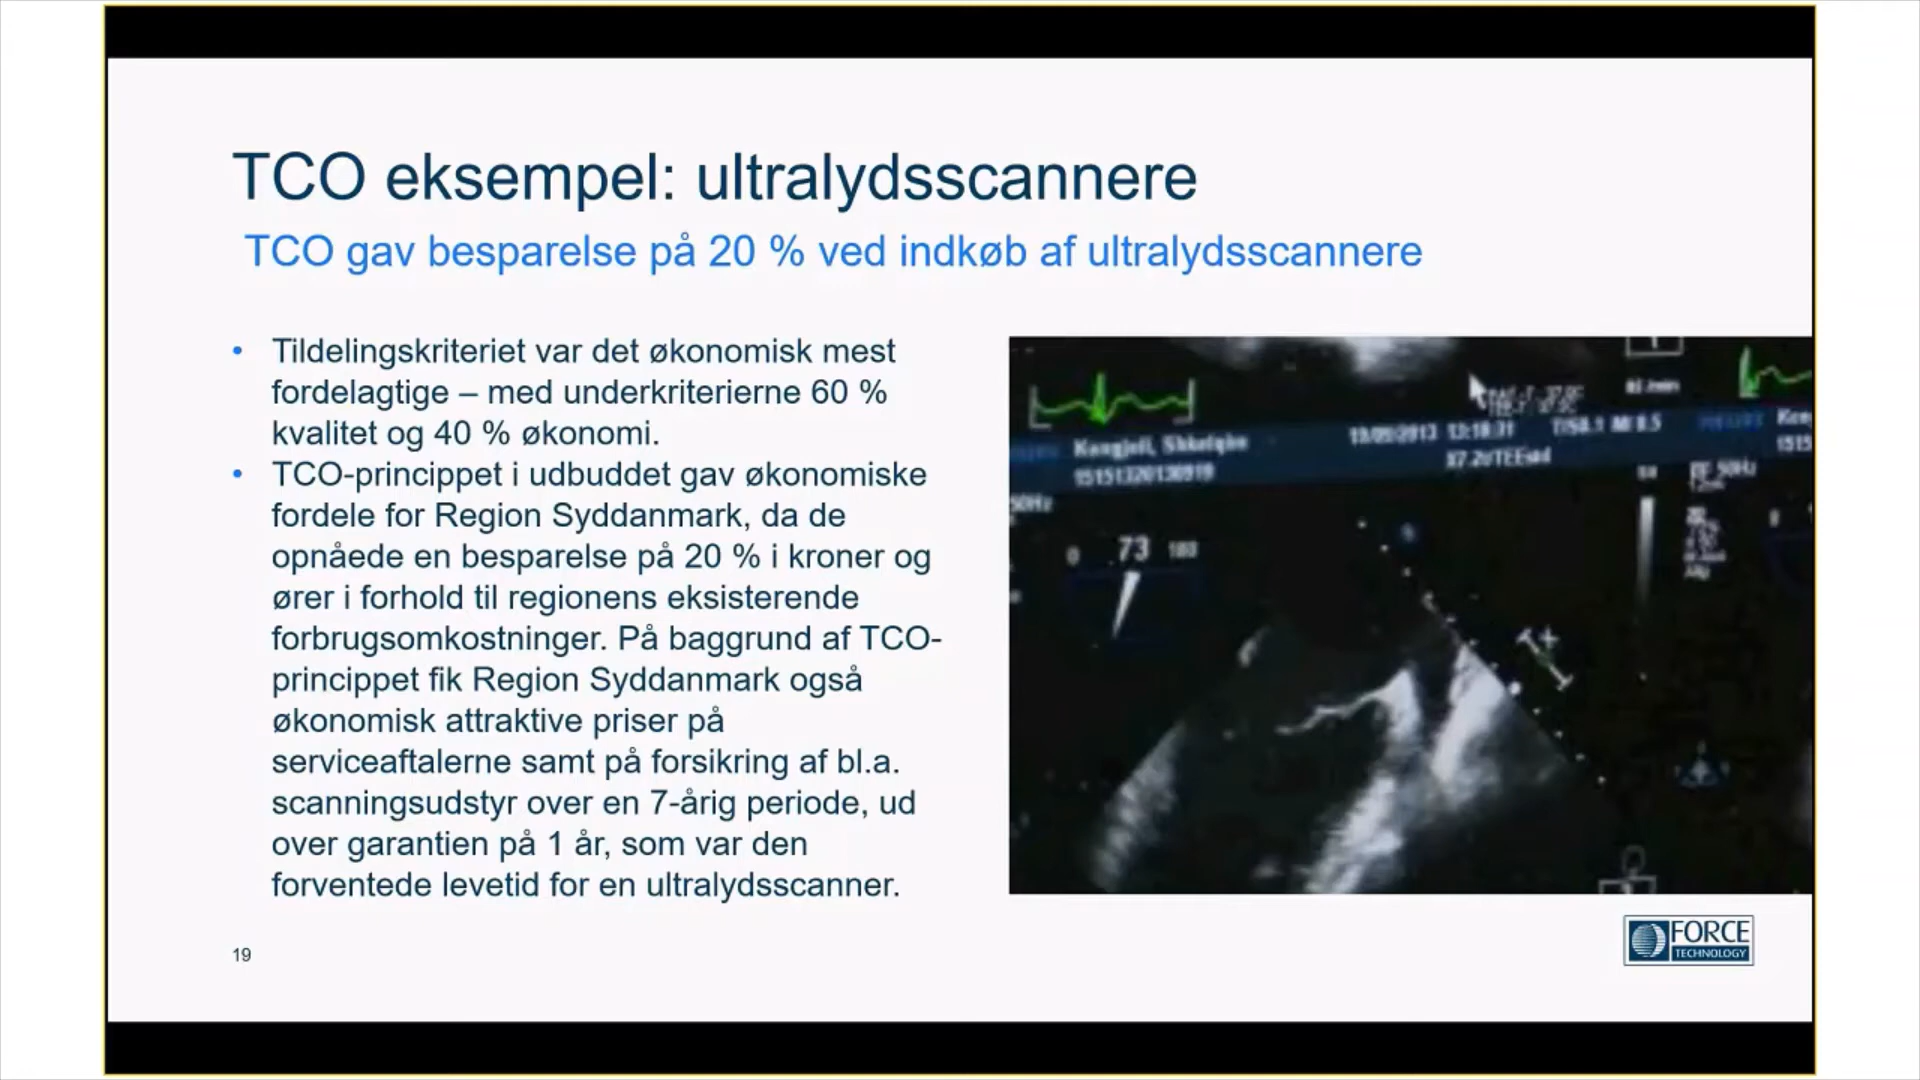 TCO eksempel: ultralydsscannere
TCO gav besparelse på 20 % ved indkøb af ultralydsscannere
• Tildelingskriteriet var det økonomisk mest
fordelagtige – med underkriterierne 60 %
kvalitet og 40 % økonomi.
• TCO-princippet i udbuddet gav økonomiske
fordele for Region Syddanmark, da de
opnåede en besparelse på 20 % i kroner og
ører i forhold til regionens eksisterende
forbrugsomkostninger. På baggrund af TCO-
princippet fik Region Syddanmark også
økonomisk attraktive priser på
serviceaftalerne samt på forsikring af bl.a.
scanningsudstyr over en 7-årig periode, ud
over garantien på 1 år, som var den
forventede levetid for en ultralydsscanner.
0 73 180
50Hz
19
FORCE
TECHNOLOGY